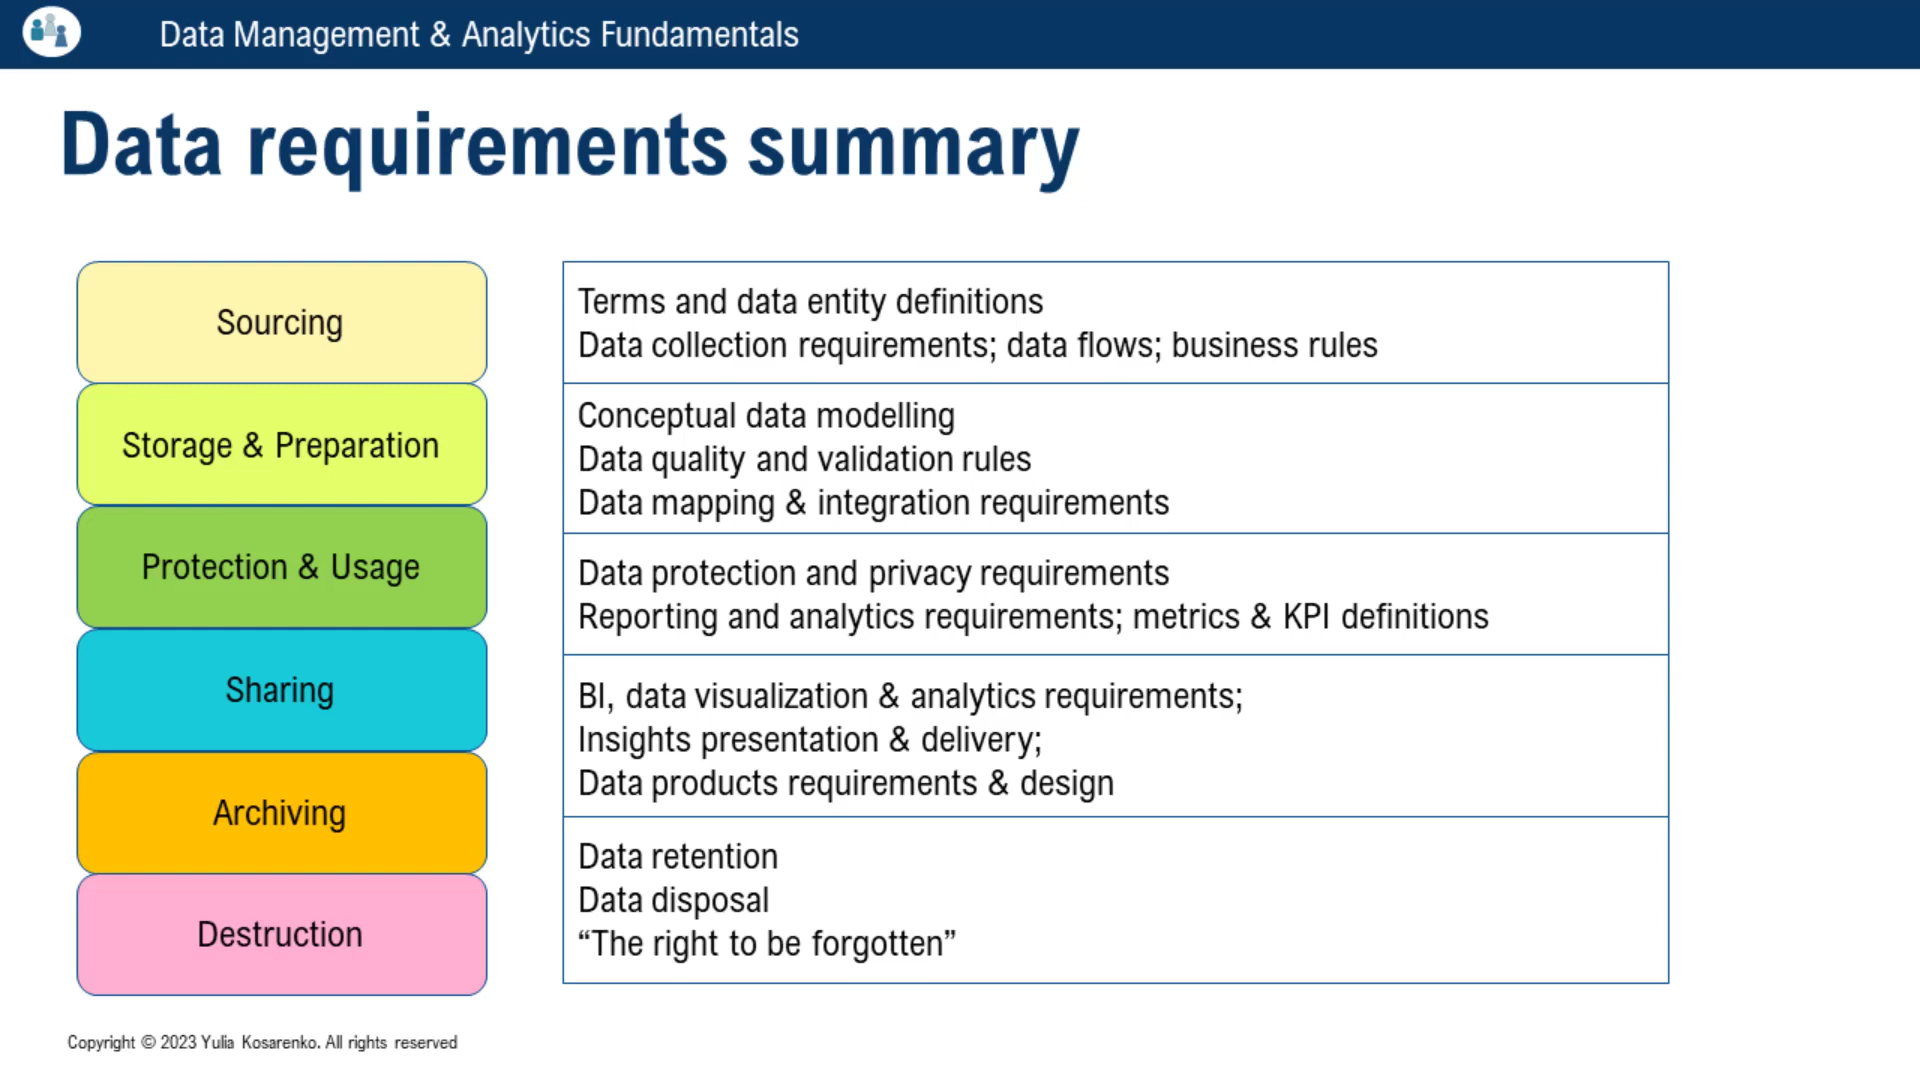 Data Management & Analytics Fundamentals
Data requirements summary
Sourcing
Terms and data entity definitions
Data collection requirements; data flows; business rules
Storage & Preparation
Conceptual data modelling
Data quality and validation rules
Data mapping & integration requirements
Protection & Usage
Data protection and privacy requirements
Reporting and analytics requirements; metrics & KPI definitions
Sharing
BI, data visualization & analytics requirements;
Insights presentation & delivery;
Data products requirements & design
Archiving
Destruction
Data retention
Data disposal
“The right to be forgotten”
Copyright © 2023 Yulia Kosarenko. All rights reserved